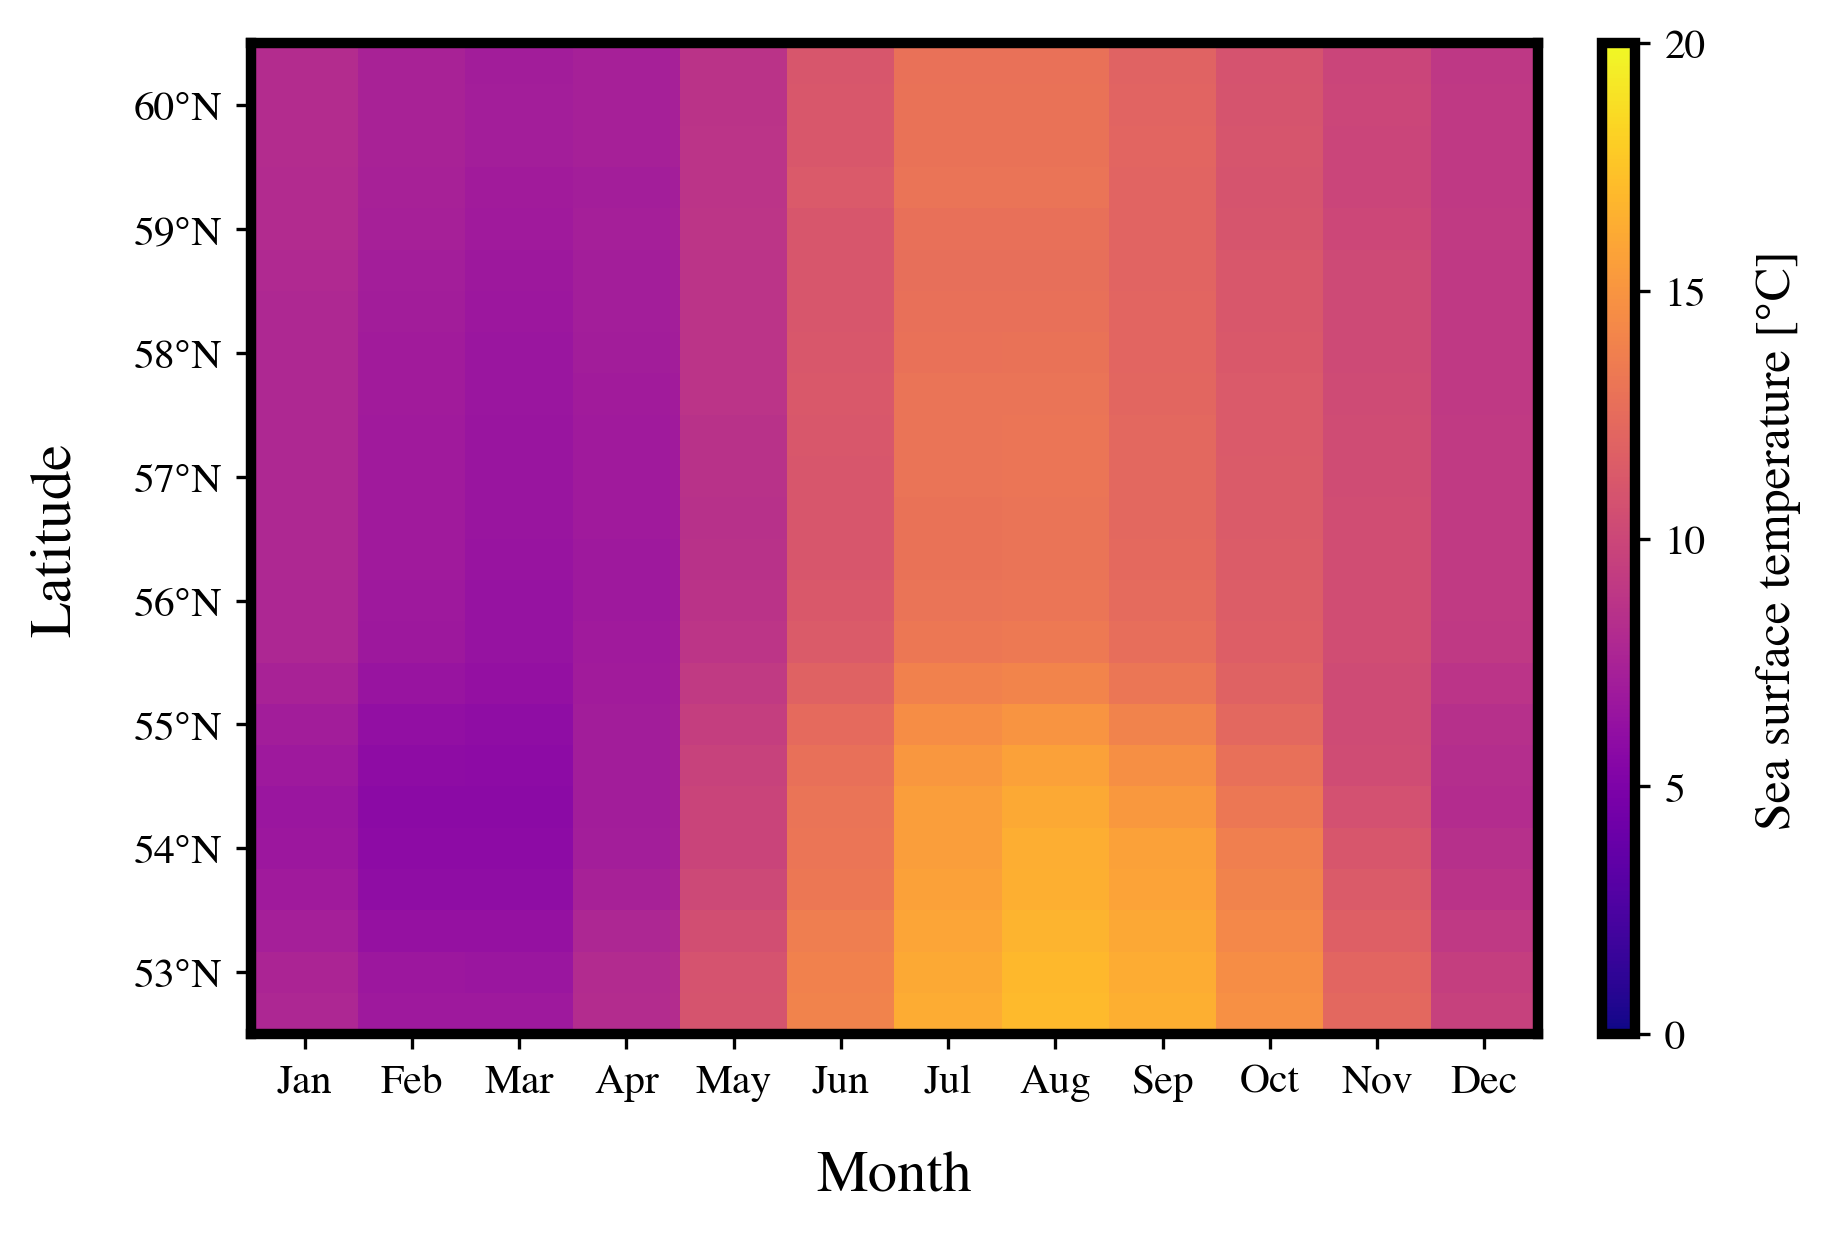 Latitude
60°N
59°N
58°N
57°N
56°N
55°N
54°N
53°N
Jan Feb Mar Apr May Jun Jul Aug Sep Oct Nov Dec
Month
20
15
10
5
0
Sea surface temperature [°C]